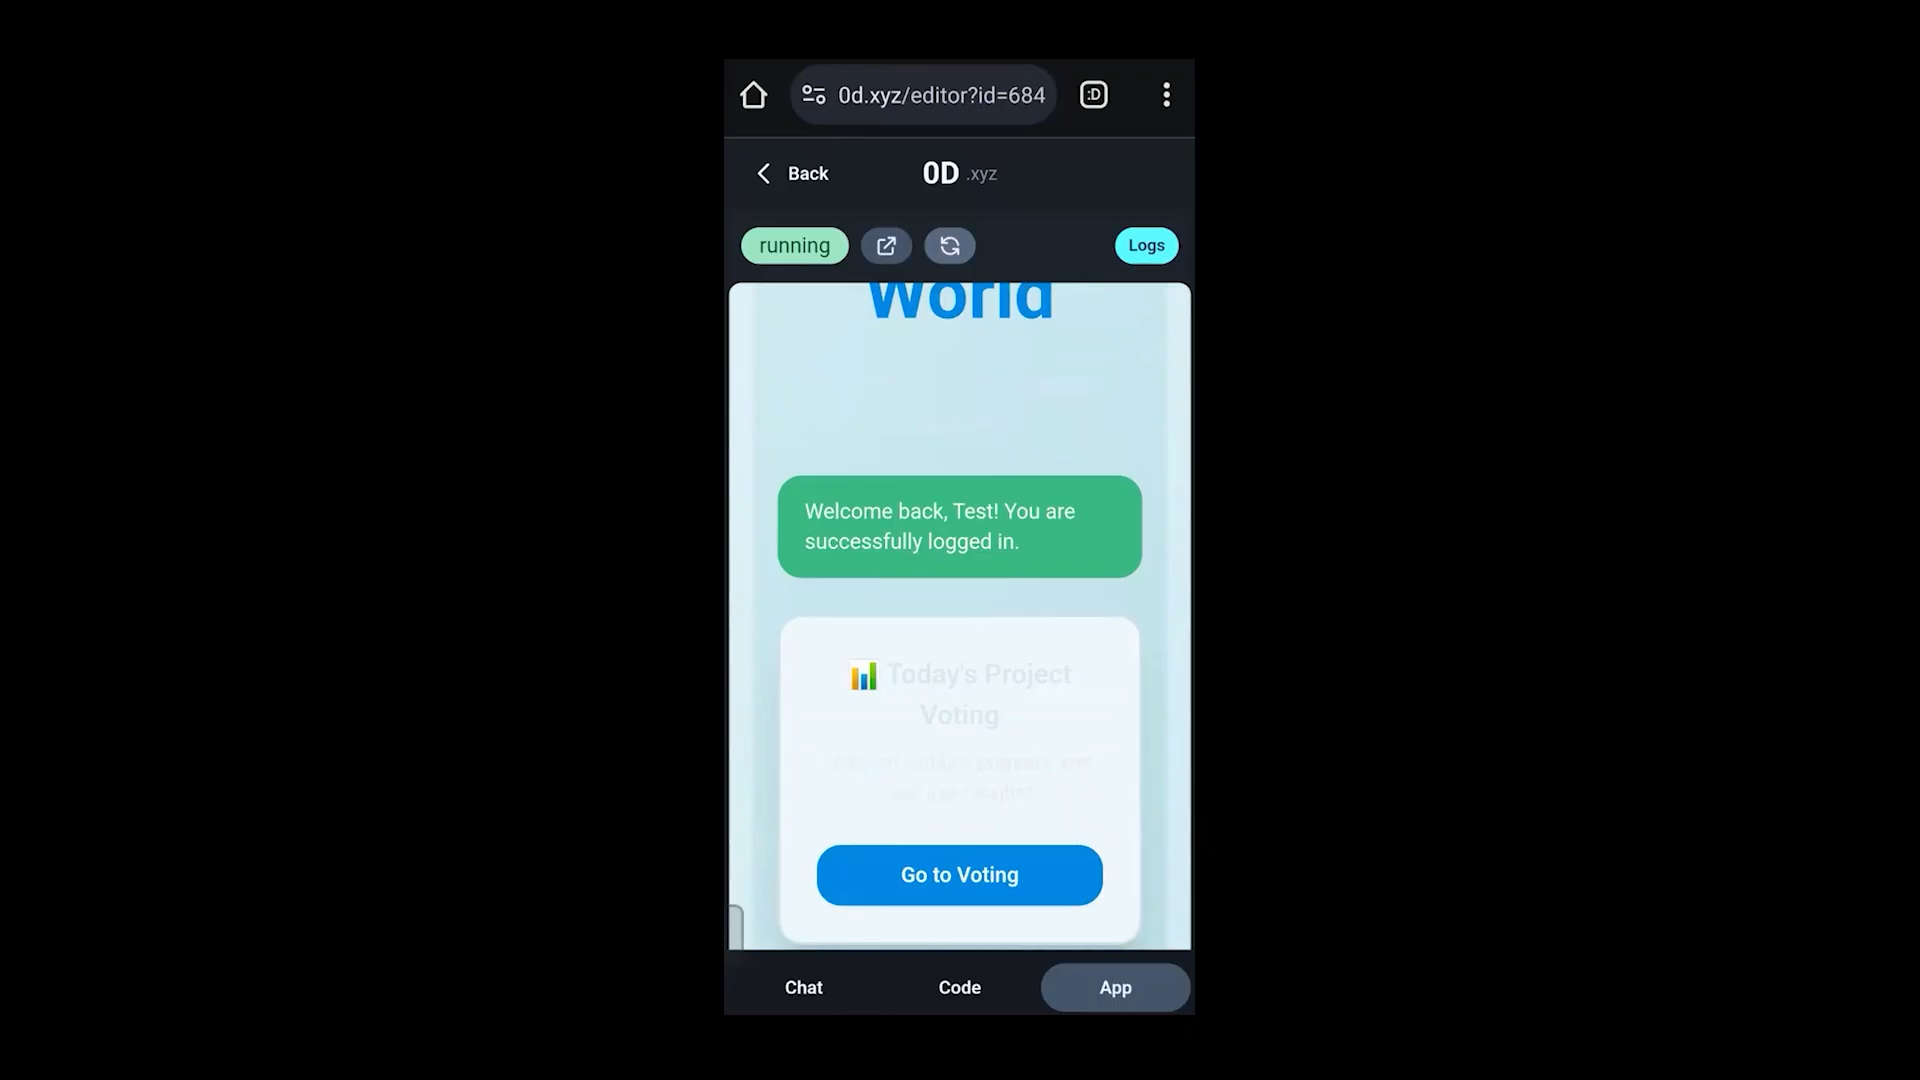 0d.xyz/editor?id=684
:D
Back
0D .xyz
running
Logs
World
Welcome back, Test! You are
successfully logged in.
Today's Project
Voting
Go to Voting
Chat
Code
App